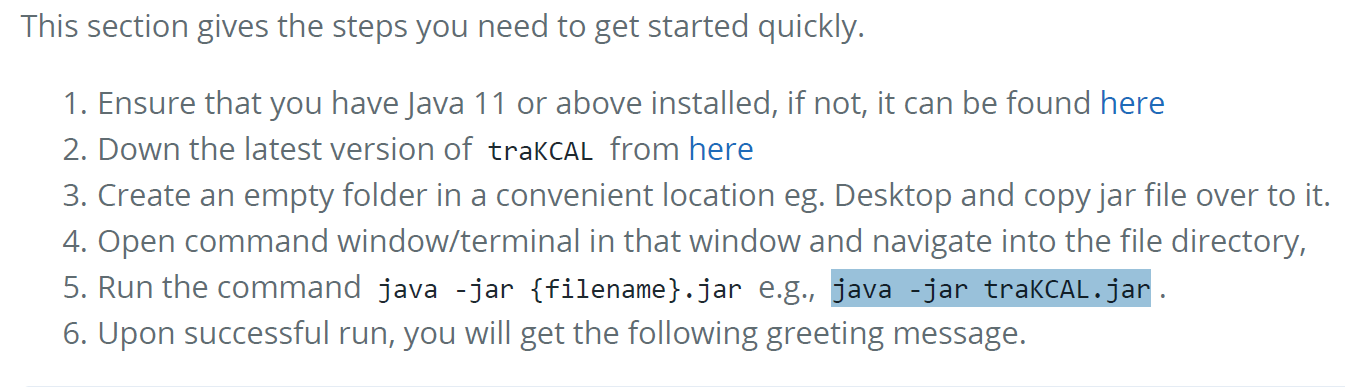 This section gives the steps you need to get started quickly.
1. Ensure that you have Java 11 or above installed, if not, it can be found here
2. Down the latest version of traKCAL from here
3. Create an empty folder in a convenient location eg. Desktop and copy jar file over to it.
4. Open command window/terminal in that window and navigate into the file directory,
5. Run the command java -jar {filename}.jar e.g., java -jar traKCAL.jar .
6. Upon successful run, you will get the following greeting message.